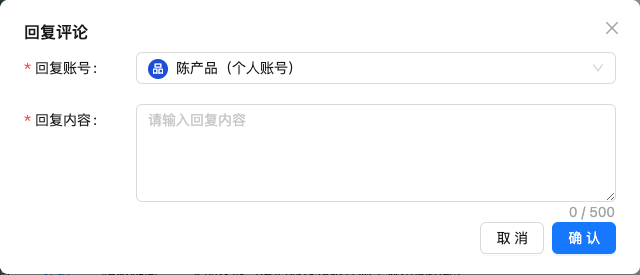 回复评论
* 回复账号：
品 陈产品（个人账号）
* 回复内容：
请输入回复内容
0 / 500
取 消
确 认